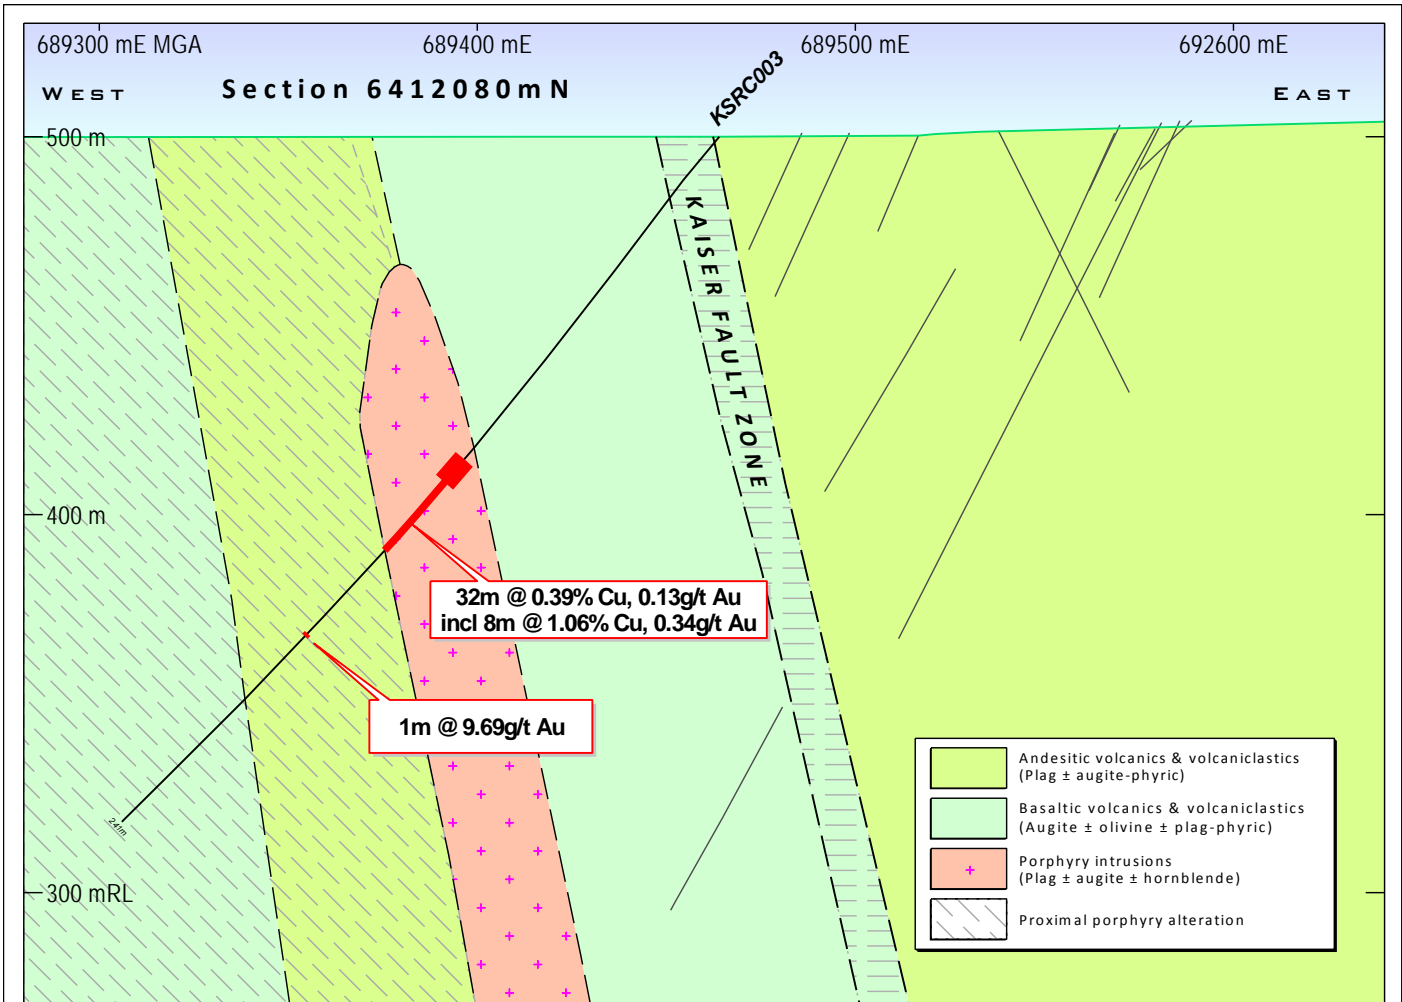 689300 mE MGA
689400 mE
689500 mE
692600 mE
WEST
Section 6412080mN
KSRC003
EAST
500 m
KAISER FAULT ZONE
400 m
32m @ 0.39% Cu, 0.13g/t Au
incl 8m @ 1.06% Cu, 0.34g/t Au
1m @ 9.69g/t Au
241m
300 mRL
Andesitic volcanics & volcaniclastics
(Plag ± augite-phyric)
Basaltic volcanics & volcaniclastics
(Augite ± olivine ± plag-phyric)
Porphyry intrusions
(Plag ± augite ± hornblende)
Proximal porphyry alteration